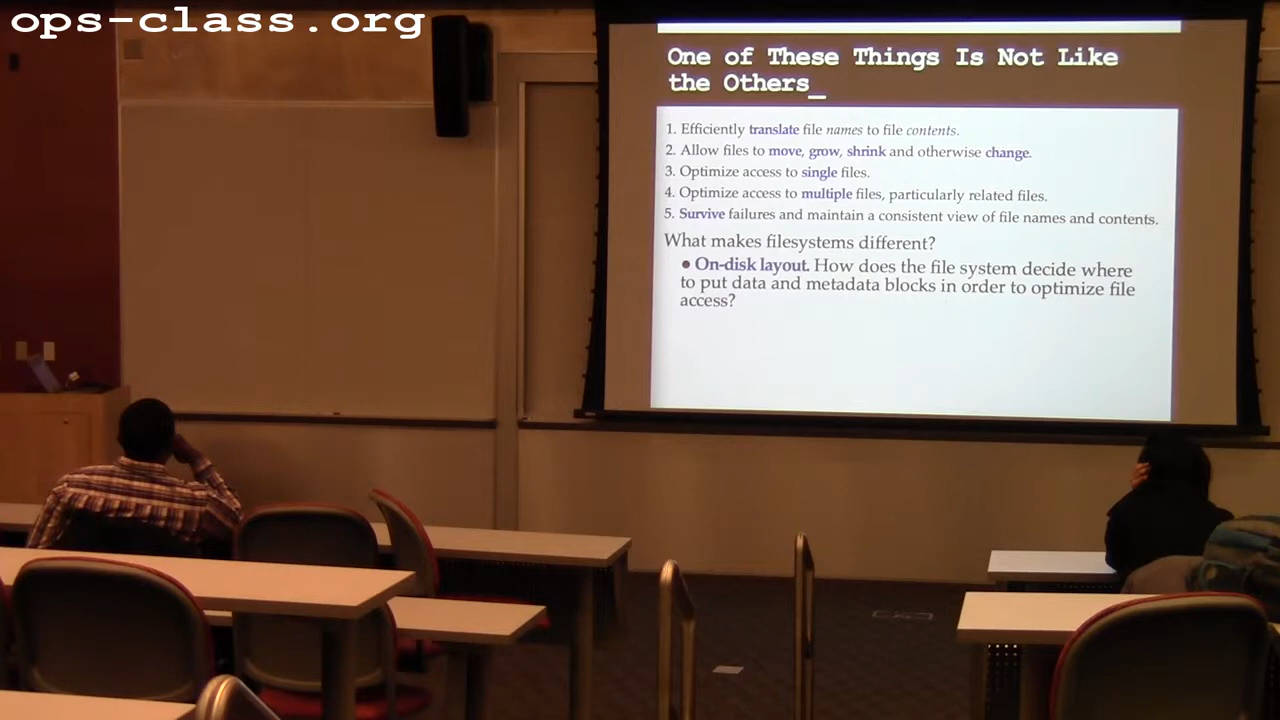 ops-class.org
One of These Things Is Not Like
the Others_
1. Efficiently translate file names to file contents.
2. Allow files to move, grow, shrink and otherwise change.
3. Optimize access to single files.
4. Optimize access to multiple files, particularly related files.
5. Survive failures and maintain a consistent view of file names and contents.
What makes filesystems different?
• On-disk layout. How does the file system decide where
to put data and metadata blocks in order to optimize file
access?